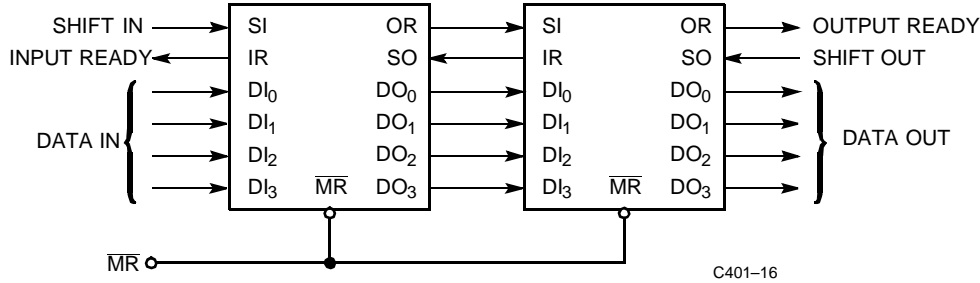 SHIFT IN SI OR SI OR OUTPUT READY
INPUT READY IR SO IR SO SHIFT OUT
DI0 DO0 DI0 DO0
DATA IN DI1 DO1 DI1 DO1 DATA OUT
DI2 DO2 DI2 DO2
DI3 MR DO3 DI3 MR DO3
MR
C401–16